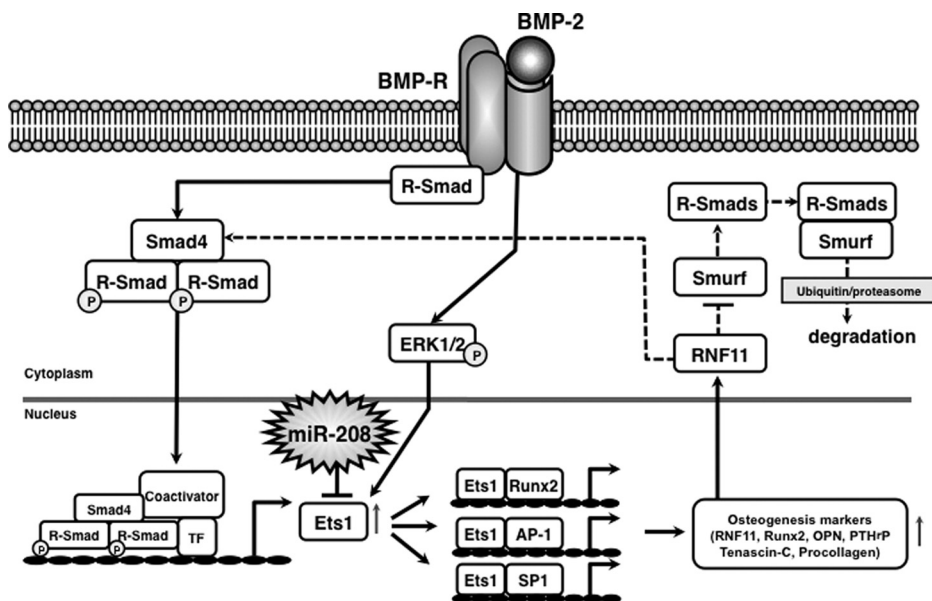 BMP-2
BMP-R
R-Smad
R-Smads
R-Smads
Smad4
Smurf
R-Smad
R-Smad
Smurf
P
P
Ubiquitin/proteasome
ERK1/2
P
degradation
RNF11
Cytoplasm
Nucleus
miR-208
Coactivator
Ets1
Runx2
Smad4
Ets1
R-Smad
R-Smad
TF
P
P
Ets1
AP-1
Osteogenesis markers
(RNF11, Runx2, OPN, PTHrP
Tenascin-C, Procollagen)
Ets1
SP1